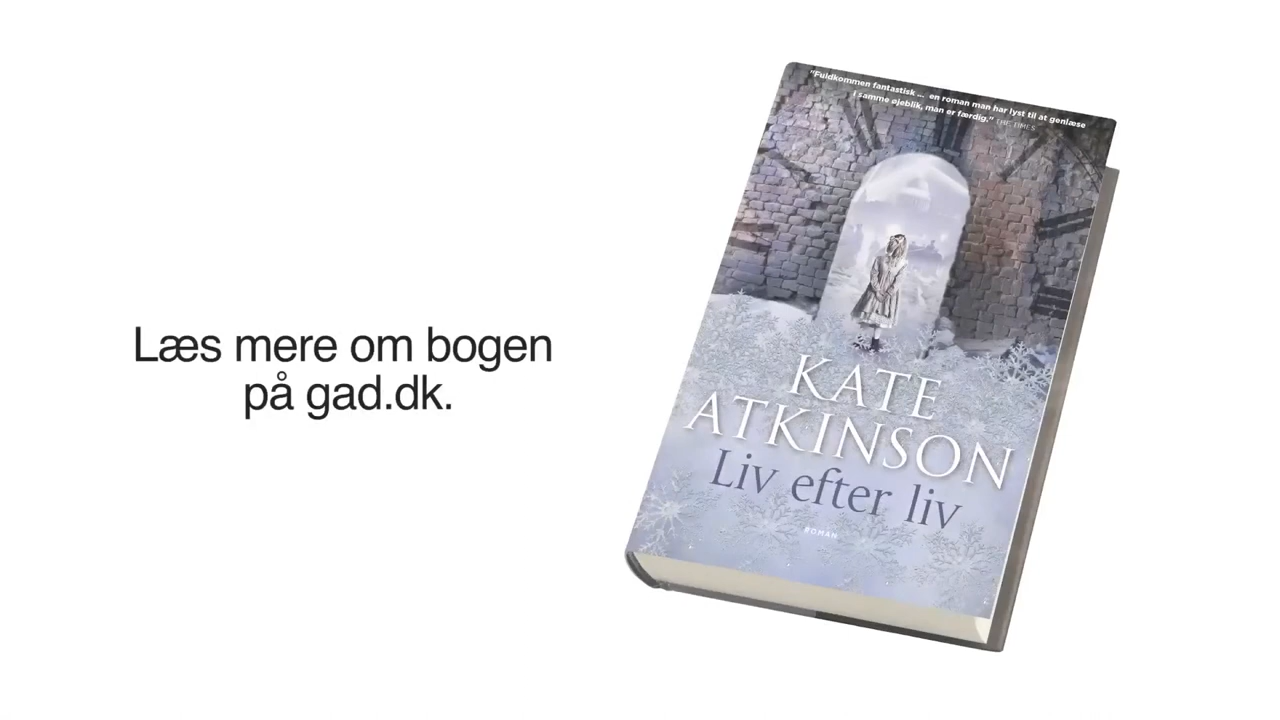 Læs mere om bogen
på gad.dk.
"Fuldkommen fantastisk ... en roman man har lyst til at genlæse
i samme øjeblik, man er færdig." THE TIMES
KATE
ATKINSON
Liv efter liv
ROMAN